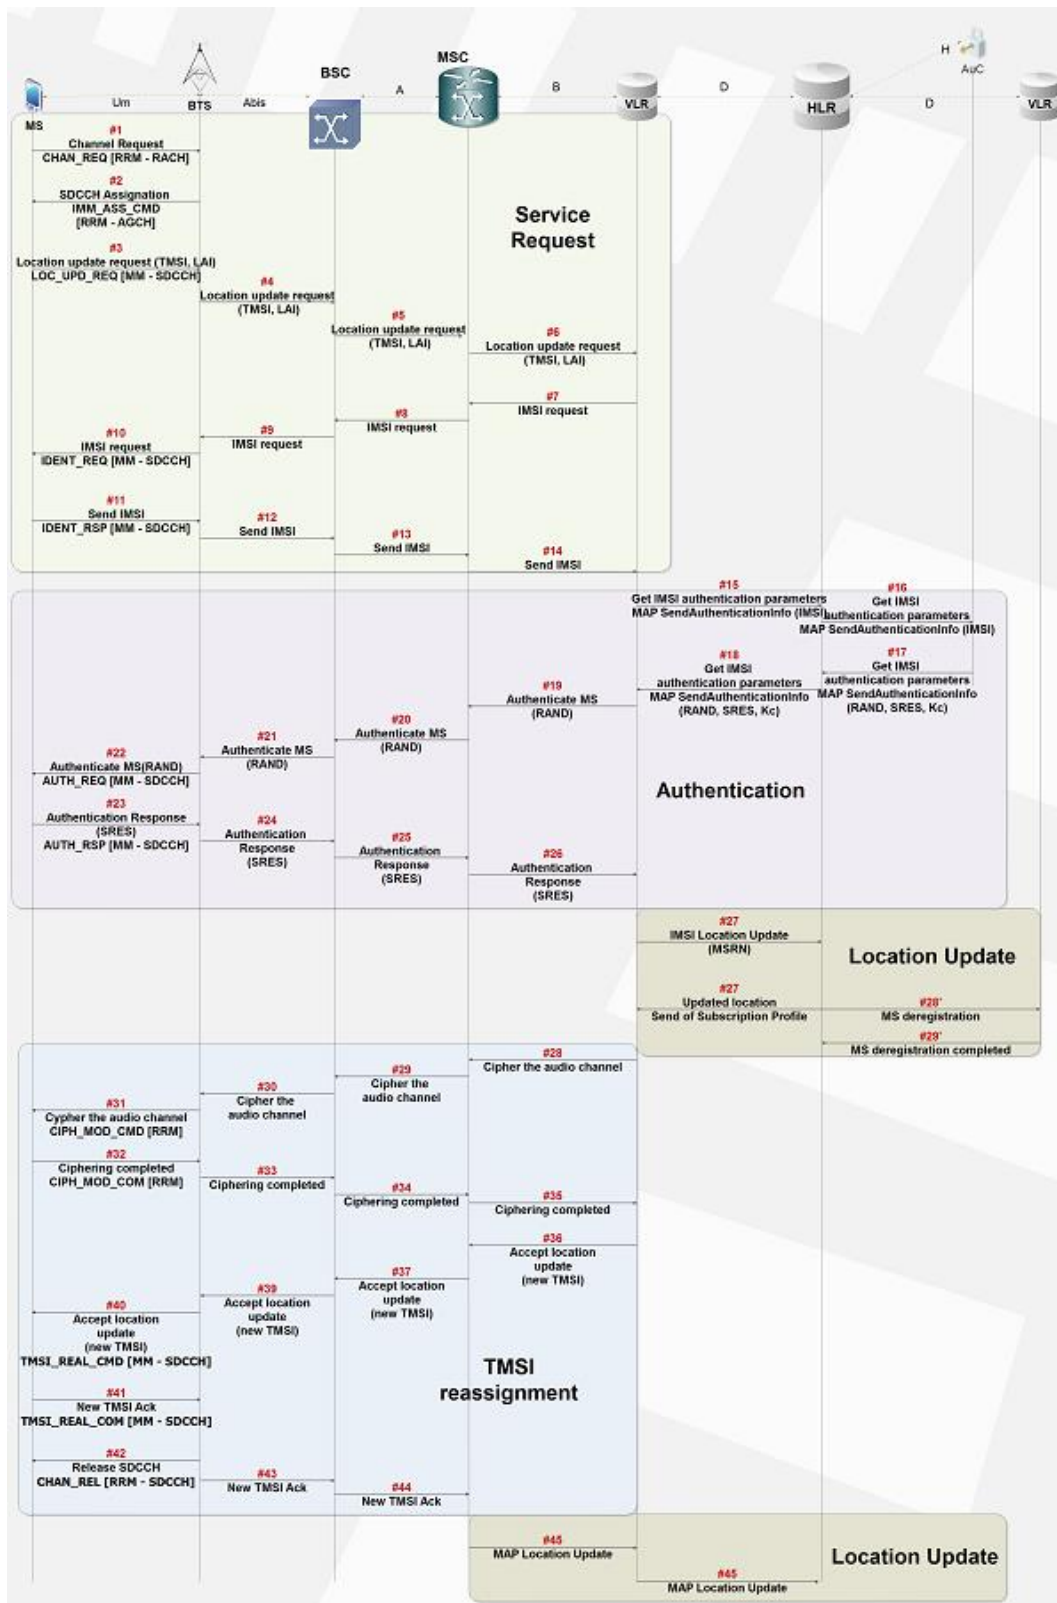 MSC
H
AuC
BSC
Um
BTS
Abis
A
B
VLR
D
HLR
D
VLR
MS
#1
Channel Request
CHAN_REQ [RRM - RACH]
#2
SDCCH Assignation
IMM_ASS_CMD
[RRM - AGCH]
Service
Request
#3
Location update request (TMSI, LAI)
LOC_UPD_REQ [MM - SDCCH]
#4
Location update request
(TMSI, LAI)
#5
Location update request
(TMSI, LAI)
#6
Location update request
(TMSI, LAI)
#7
IMSI request
#8
IMSI request
#9
IMSI request
#10
IMSI request
IDENT_REQ [MM - SDCCH]
#11
Send IMSI
IDENT_RSP [MM - SDCCH]
#12
Send IMSI
#13
Send IMSI
#14
Send IMSI
#15
Get IMSI authentication parameters
MAP SendAuthenticationInfo (IMSI)
#16
Get IMSI
authentication parameters
MAP SendAuthenticationInfo (IMSI)
#17
Get IMSI
authentication parameters
MAP SendAuthenticationInfo
(RAND, SRES, Kc)
#18
Get IMSI
authentication parameters
MAP SendAuthenticationInfo
(RAND, SRES, Kc)
#19
Authenticate MS
(RAND)
#20
Authenticate MS
(RAND)
#21
Authenticate MS
(RAND)
#22
Authenticate MS(RAND)
AUTH_REQ [MM - SDCCH]
Authentication
#23
Authentication Response
(SRES)
AUTH_RSP [MM - SDCCH]
#24
Authentication
Response
(SRES)
#25
Authentication
Response
(SRES)
#26
Authentication
Response
(SRES)
#27
IMSI Location Update
(MSRN)
Location Update
#27
Updated location
Send of Subscription Profile
#28'
MS deregistration
#29'
MS deregistration completed
#28
Cipher the audio channel
#29
Cipher the
audio channel
#30
Cipher the
audio channel
#31
Cypher the audio channel
CIPH_MOD_CMD [RRM]
#32
Ciphering completed
CIPH_MOD_COM [RRM]
#33
Ciphering completed
#34
Ciphering completed
#35
Ciphering completed
#36
Accept location
update
(new TMSI)
#37
Accept location
update
(new TMSI)
#39
Accept location
update
(new TMSI)
#40
Accept location
update
(new TMSI)
TMSI_REAL_CMD [MM - SDCCH]
TMSI
reassignment
#41
New TMSI Ack
TMSI_REAL_COM [MM - SDCCH]
#42
Release SDCCH
CHAN_REL [RRM - SDCCH]
#43
New TMSI Ack
#44
New TMSI Ack
#45
MAP Location Update
Location Update
#45
MAP Location Update